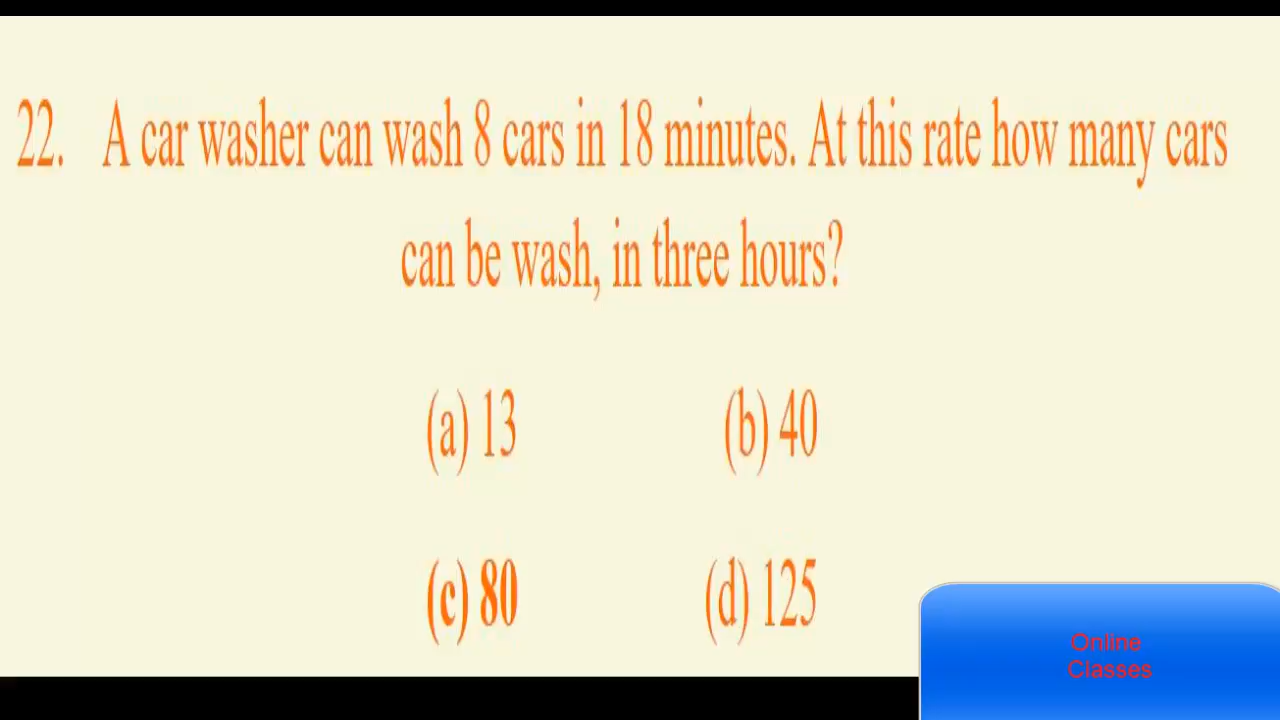 22. A car washer can wash 8 cars in 18 minutes. At this rate how many cars
can be wash, in three hours?
(a) 13 (b) 40
(c) 80 (d) 125
Online
Classes